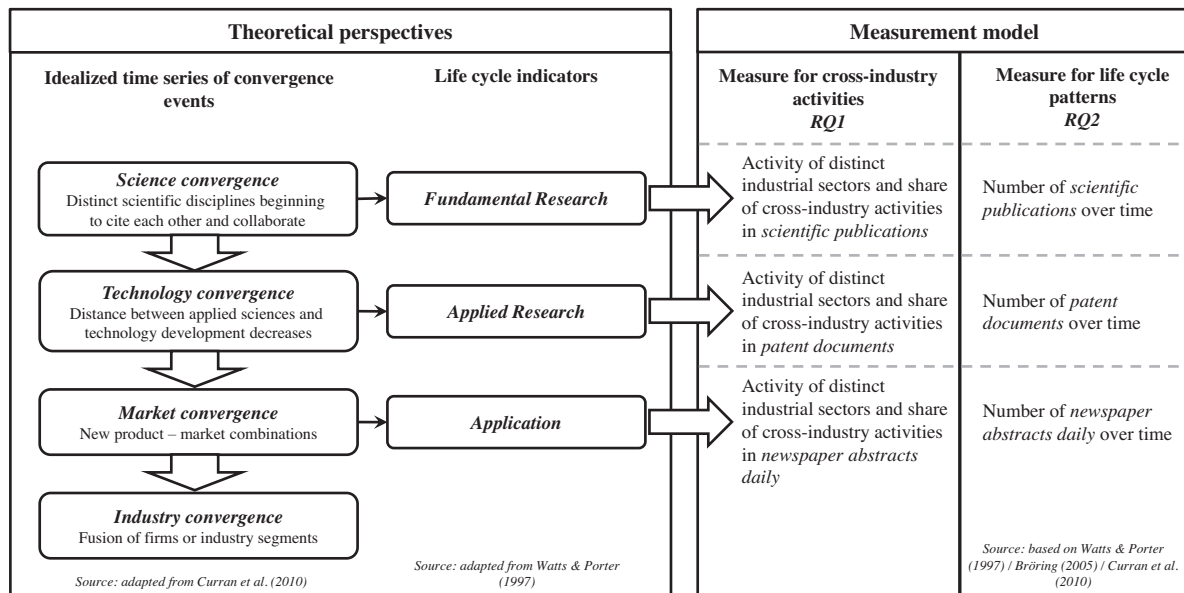 Theoretical perspectives
Idealized time series of convergence
events
Life cycle indicators
Science convergence
Distinct scientific disciplines beginning
to cite each other and collaborate
Fundamental Research
Technology convergence
Distance between applied sciences and
technology development decreases
Applied Research
Market convergence
New product – market combinations
Application
Industry convergence
Fusion of firms or industry segments
Source: adapted from Curran et al. (2010)
Source: adapted from Watts & Porter
(1997)
Measurement model
Measure for cross-industry
activities
RQ1
Measure for life cycle
patterns
RQ2
Activity of distinct
industrial sectors and share
of cross-industry activities
in scientific publications
Number of scientific
publications over time
Activity of distinct
industrial sectors and share
of cross-industry activities
in patent documents
Number of patent
documents over time
Activity of distinct
industrial sectors and share
of cross-industry activities
in newspaper abstracts
daily
Number of newspaper
abstracts daily over time
Source: based on Watts & Porter
(1997) / Bröring (2005) / Curran et al.
(2010)